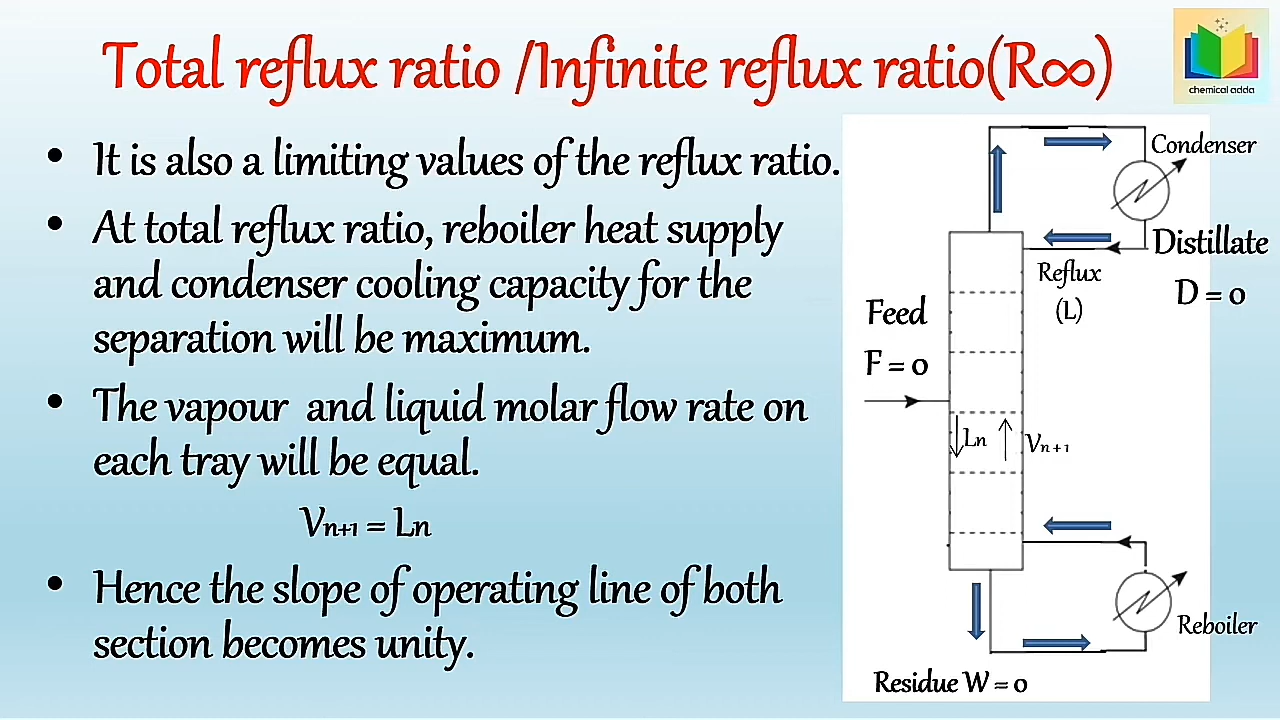 Total reflux ratio /Infinite reflux ratio(R∞)
chemical adda
• It is also a limiting values of the reflux ratio.
• At total reflux ratio, reboiler heat supply
and condenser cooling capacity for the
separation will be maximum.
• The vapour and liquid molar flow rate on
each tray will be equal.
Vn+1 = Ln
• Hence the slope of operating line of both
section becomes unity.
Condenser
Distillate
D = 0
Reflux
(L)
Feed
F = 0
Ln
Vn+1
Reboiler
Residue W = 0